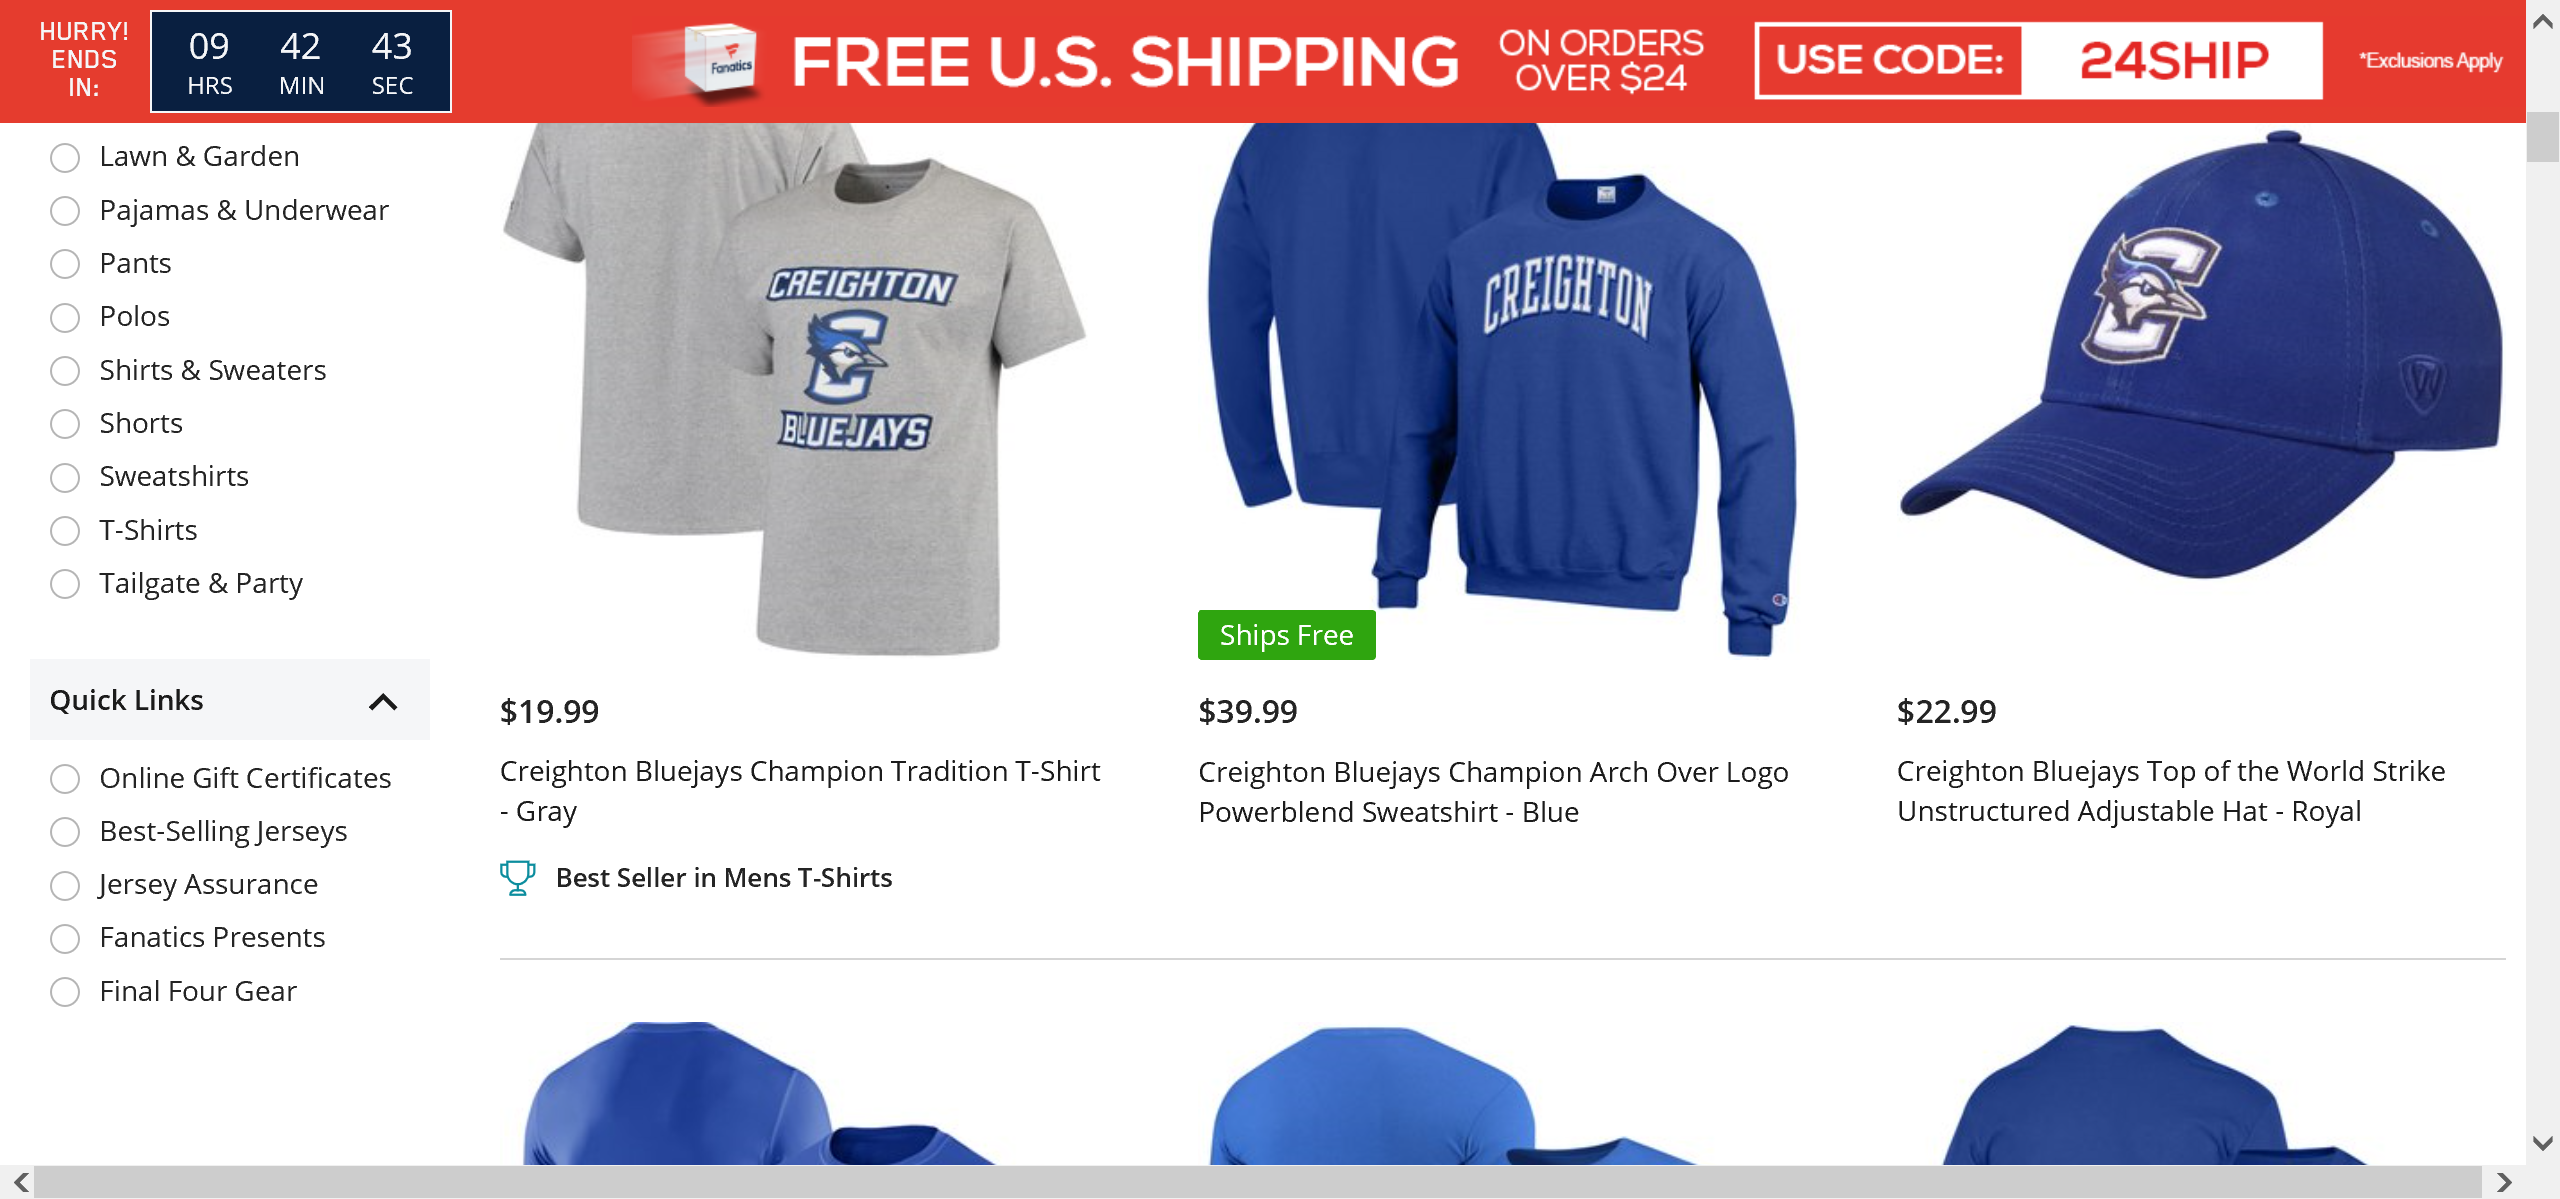 HURRY!
ENDS
IN:
09 42 43
HRS MIN SEC
Fanatics
FREE U.S. SHIPPING
ON ORDERS
OVER $24
USE CODE: 24SHIP
*Exclusions Apply
Lawn & Garden
Pajamas & Underwear
Pants
Polos
Shirts & Sweaters
Shorts
Sweatshirts
T-Shirts
Tailgate & Party
Quick Links
Online Gift Certificates
Best-Selling Jerseys
Jersey Assurance
Fanatics Presents
Final Four Gear
CREIGHTON
C
BLUEJAYS
$19.99
Creighton Bluejays Champion Tradition T-Shirt
- Gray
Best Seller in Mens T-Shirts
CREIGHTON
Ships Free
$39.99
Creighton Bluejays Champion Arch Over Logo
Powerblend Sweatshirt - Blue
C
$22.99
Creighton Bluejays Top of the World Strike
Unstructured Adjustable Hat - Royal